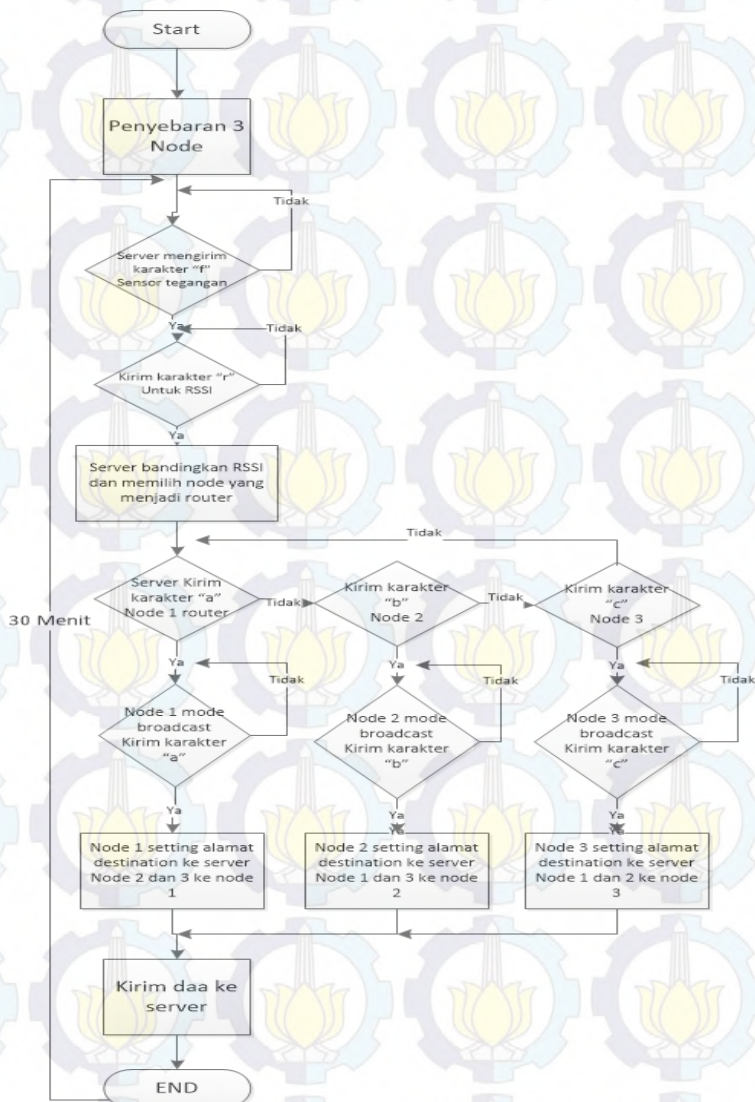 Start
Penyebaran 3
Node
Tidak
Server mengirim
karakter “f”
Sensor tegangan
Ya
Tidak
Kirim karakter “r”
Untuk RSSI
Ya
Server bandingkan RSSI
dan memilih node yang
menjadi router
Tidak
Server Kirim
karakter “a”
Node 1 router
Tidak
Kirim karakter
“b”
Node 2
Tidak
Kirim karakter
“c”
Node 3
30 Menit
Ya
Tidak
Ya
Tidak
Ya
Tidak
Node 1 mode
broadcast
Kirim karakter
“a”
Node 2 mode
broadcast
Kirim karakter
“b”
Node 3 mode
broadcast
Kirim karakter
“c”
Ya
Ya
Ya
Ya
Ya
Node 1 setting alamat
destination ke server
Node 2 dan 3 ke node
1
Node 2 setting alamat
destination ke server
Node 1 dan 3 ke node
2
Node 3 setting alamat
destination ke server
Node 1 dan 2 ke node
3
Kirim daa ke
server
END